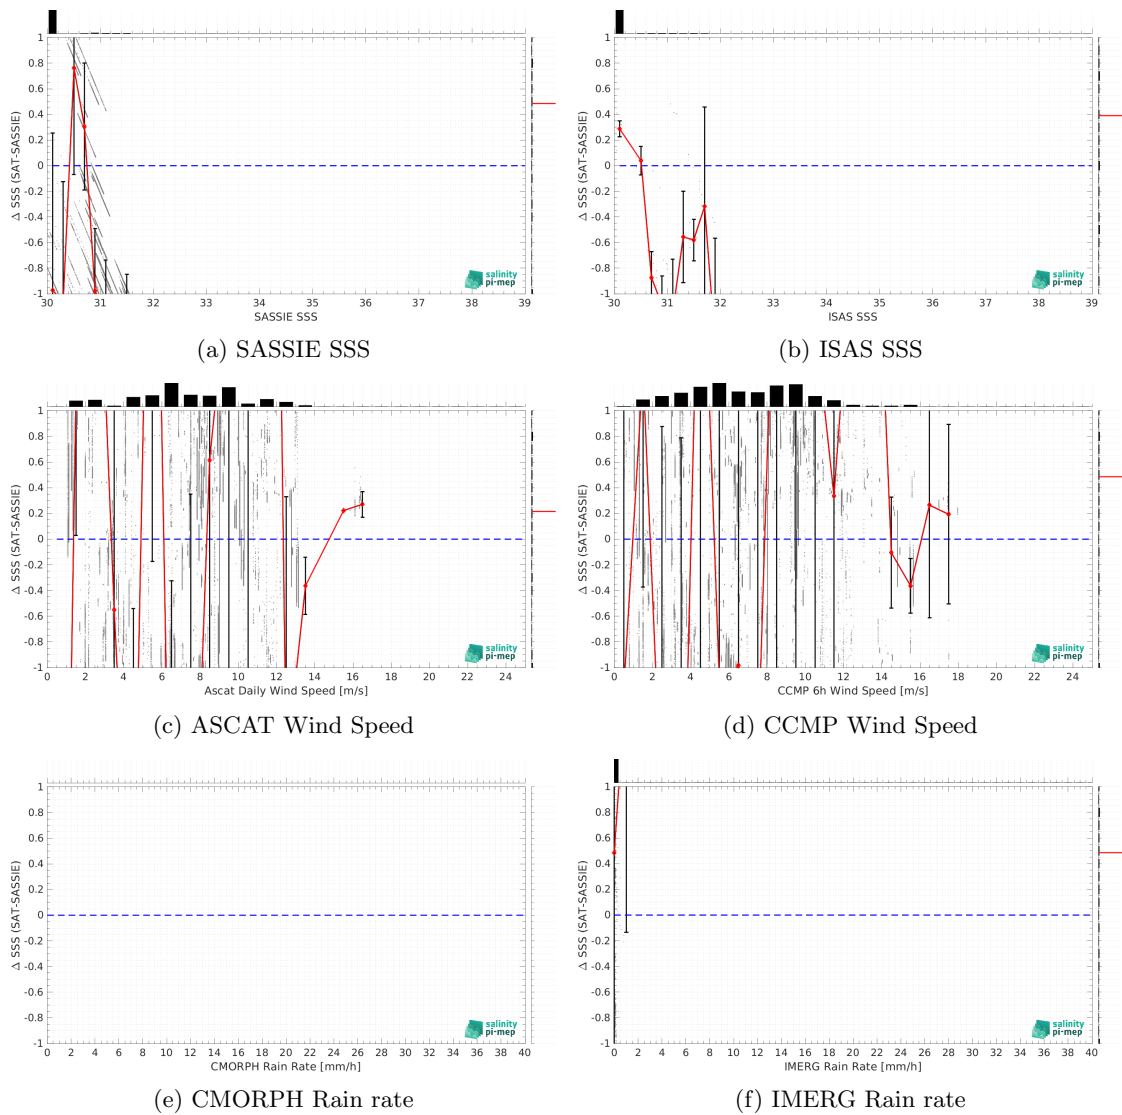 1
0.8
0.6
0.4
0.2
0
-0.2
-0.4
-0.6
-0.8
-1
Δ SSS (SAT-SASSIE)
30 31 32 33 34 35 36 37 38 39
SASSIE SSS
salinity
pi-mep
(a) SASSIE SSS
1
0.8
0.6
0.4
0.2
0
-0.2
-0.4
-0.6
-0.8
-1
Δ SSS (SAT-SASSIE)
30 31 32 33 34 35 36 37 38 39
ISAS SSS
salinity
pi-mep
(b) ISAS SSS
1
0.8
0.6
0.4
0.2
0
-0.2
-0.4
-0.6
-0.8
-1
Δ SSS (SAT-SASSIE)
0 2 4 6 8 10 12 14 16 18 20 22 24
Ascat Daily Wind Speed [m/s]
salinity
pi-mep
(c) ASCAT Wind Speed
1
0.8
0.6
0.4
0.2
0
-0.2
-0.4
-0.6
-0.8
-1
Δ SSS (SAT-SASSIE)
0 2 4 6 8 10 12 14 16 18 20 22 24
CCMP 6h Wind Speed [m/s]
salinity
pi-mep
(d) CCMP Wind Speed
1
0.8
0.6
0.4
0.2
0
-0.2
-0.4
-0.6
-0.8
-1
Δ SSS (SAT-SASSIE)
0 2 4 6 8 10 12 14 16 18 20 22 24 26 28 30 32 34 36 38 40
CMORPH Rain Rate [mm/h]
salinity
pi-mep
(e) CMORPH Rain rate
1
0.8
0.6
0.4
0.2
0
-0.2
-0.4
-0.6
-0.8
-1
Δ SSS (SAT-SASSIE)
0 2 4 6 8 10 12 14 16 18 20 22 24 26 28 30 32 34 36 38 40
IMERG Rain Rate [mm/h]
salinity
pi-mep
(f) IMERG Rain rate